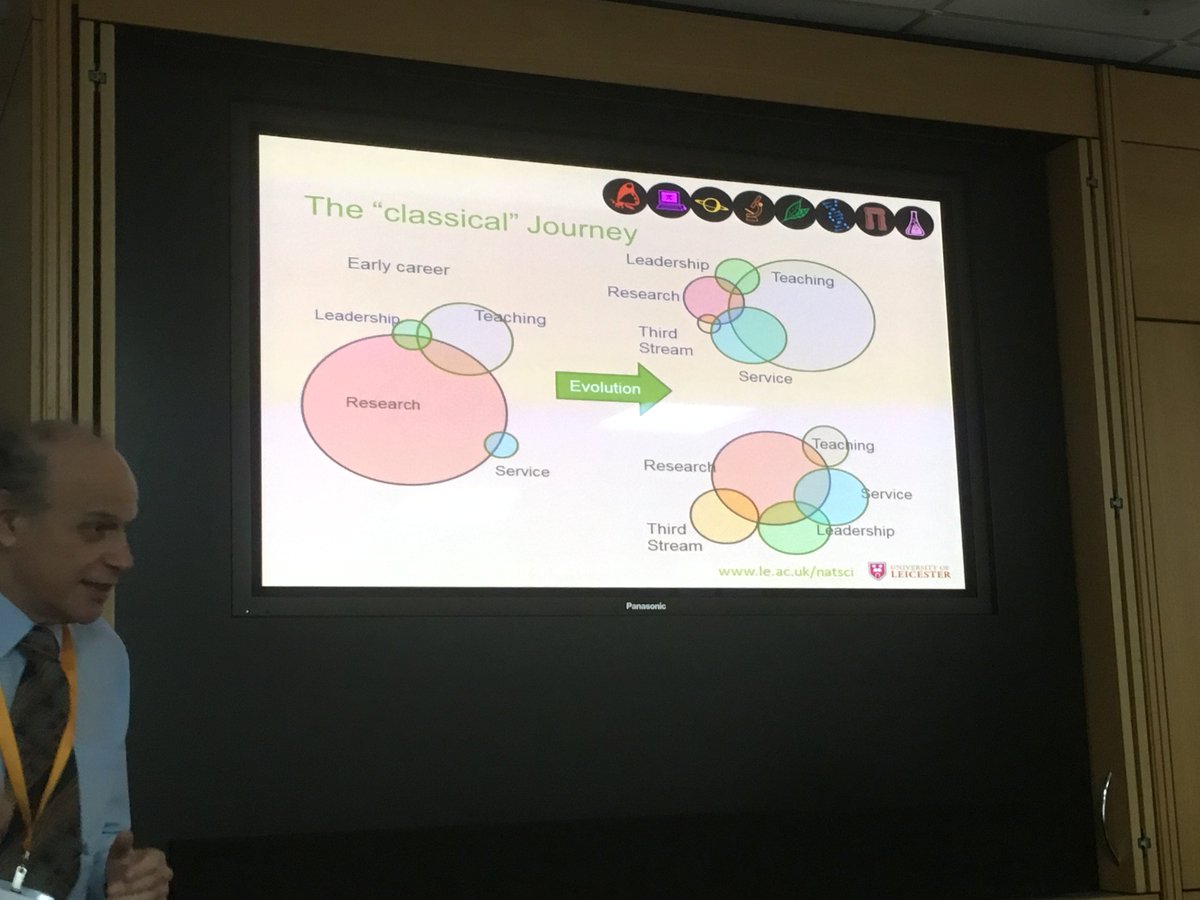 The "classical" Journey
Early career
Leadership
Teaching
Research
Service
Evolution
Leadership
Teaching
Research
Third
Stream
Service
Teaching
Research
Service
Third
Stream
Leadership
www.le.ac.uk/natsci
UNIVERSITY OF
LEICESTER
Panasonic